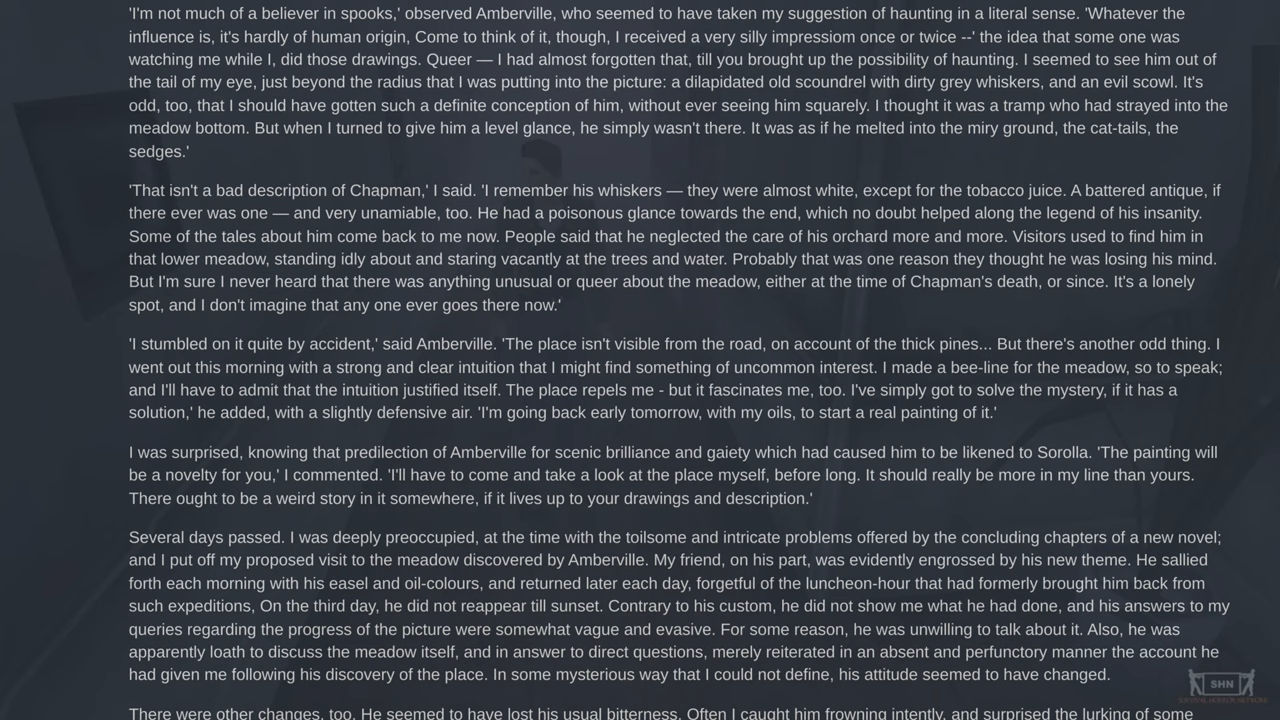 'I'm not much of a believer in spooks,' observed Amberville, who seemed to have taken my suggestion of haunting in a literal sense. 'Whatever the
influence is, it's hardly of human origin, Come to think of it, though, I received a very silly impressiom once or twice --' the idea that some one was
watching me while I, did those drawings. Queer — I had almost forgotten that, till you brought up the possibility of haunting. I seemed to see him out of
the tail of my eye, just beyond the radius that I was putting into the picture: a dilapidated old scoundrel with dirty grey whiskers, and an evil scowl. It's
odd, too, that I should have gotten such a definite conception of him, without ever seeing him squarely. I thought it was a tramp who had strayed into the
meadow bottom. But when I turned to give him a level glance, he simply wasn't there. It was as if he melted into the miry ground, the cat-tails, the
sedges.'
'That isn't a bad description of Chapman,' I said. 'I remember his whiskers — they were almost white, except for the tobacco juice. A battered antique, if
there ever was one — and very unamiable, too. He had a poisonous glance towards the end, which no doubt helped along the legend of his insanity.
Some of the tales about him come back to me now. People said that he neglected the care of his orchard more and more. Visitors used to find him in
that lower meadow, standing idly about and staring vacantly at the trees and water. Probably that was one reason they thought he was losing his mind.
But I'm sure I never heard that there was anything unusual or queer about the meadow, either at the time of Chapman's death, or since. It's a lonely
spot, and I don't imagine that any one ever goes there now.'
'I stumbled on it quite by accident,' said Amberville. 'The place isn't visible from the road, on account of the thick pines... But there's another odd thing. I
went out this morning with a strong and clear intuition that I might find something of uncommon interest. I made a bee-line for the meadow, so to speak;
and I'll have to admit that the intuition justified itself. The place repels me - but it fascinates me, too. I've simply got to solve the mystery, if it has a
solution,' he added, with a slightly defensive air. 'I'm going back early tomorrow, with my oils, to start a real painting of it.'
I was surprised, knowing that predilection of Amberville for scenic brilliance and gaiety which had caused him to be likened to Sorolla. 'The painting will
be a novelty for you,' I commented. 'I'll have to come and take a look at the place myself, before long. It should really be more in my line than yours.
There ought to be a weird story in it somewhere, if it lives up to your drawings and description.'
Several days passed. I was deeply preoccupied, at the time with the toilsome and intricate problems offered by the concluding chapters of a new novel;
and I put off my proposed visit to the meadow discovered by Amberville. My friend, on his part, was evidently engrossed by his new theme. He sallied
forth each morning with his easel and oil-colours, and returned later each day, forgetful of the luncheon-hour that had formerly brought him back from
such expeditions, On the third day, he did not reappear till sunset. Contrary to his custom, he did not show me what he had done, and his answers to my
queries regarding the progress of the picture were somewhat vague and evasive. For some reason, he was unwilling to talk about it. Also, he was
apparently loath to discuss the meadow itself, and in answer to direct questions, merely reiterated in an absent and perfunctory manner the account he
had given me following his discovery of the place. In some mysterious way that I could not define, his attitude seemed to have changed.
There were other changes, too. He seemed to have lost his usual bitterness. Often I caught him frowning intently, and surprised the lurking of some
SHN
SURVIVAL HORROR NETWORK